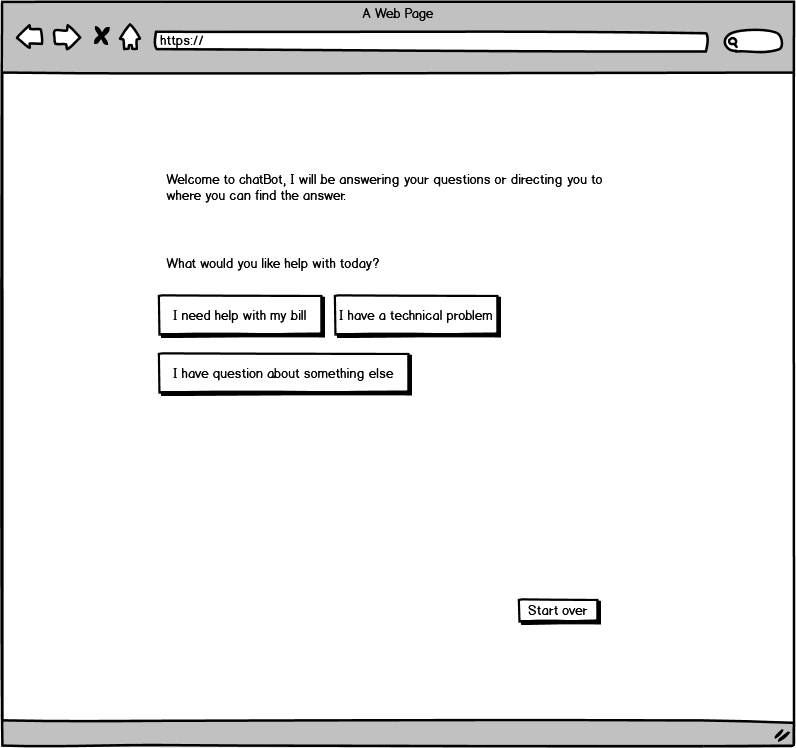 A Web Page
https://
Welcome to chatBot, I will be answering your questions or directing you to
where you can find the answer.
What would you like help with today?
I need help with my bill
I have a technical problem
I have question about something else
Start over